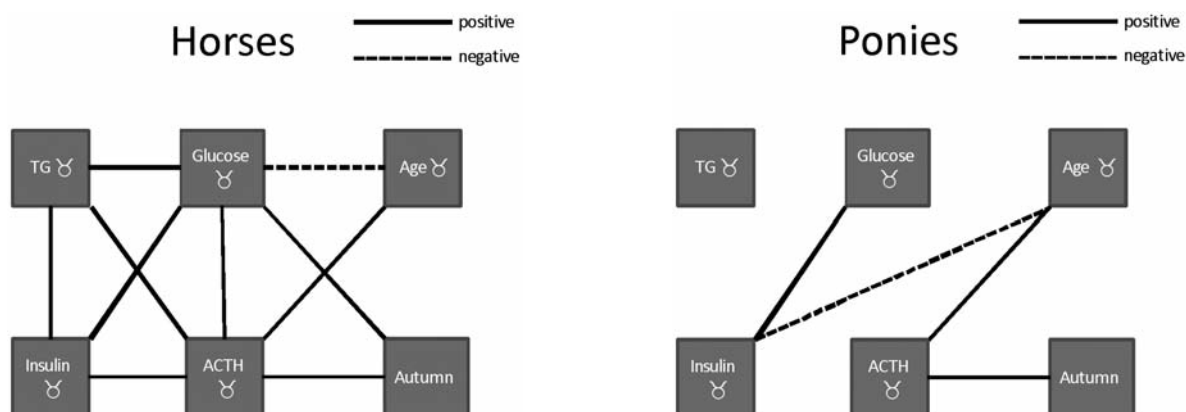 Horses
positive
negative
TG ♉
Glucose
♉
Age ♉
Insulin
♉
ACTH
♉
Autumn
Ponies
positive
negative
TG ♉
Glucose
♉
Age ♉
Insulin
♉
ACTH
♉
Autumn